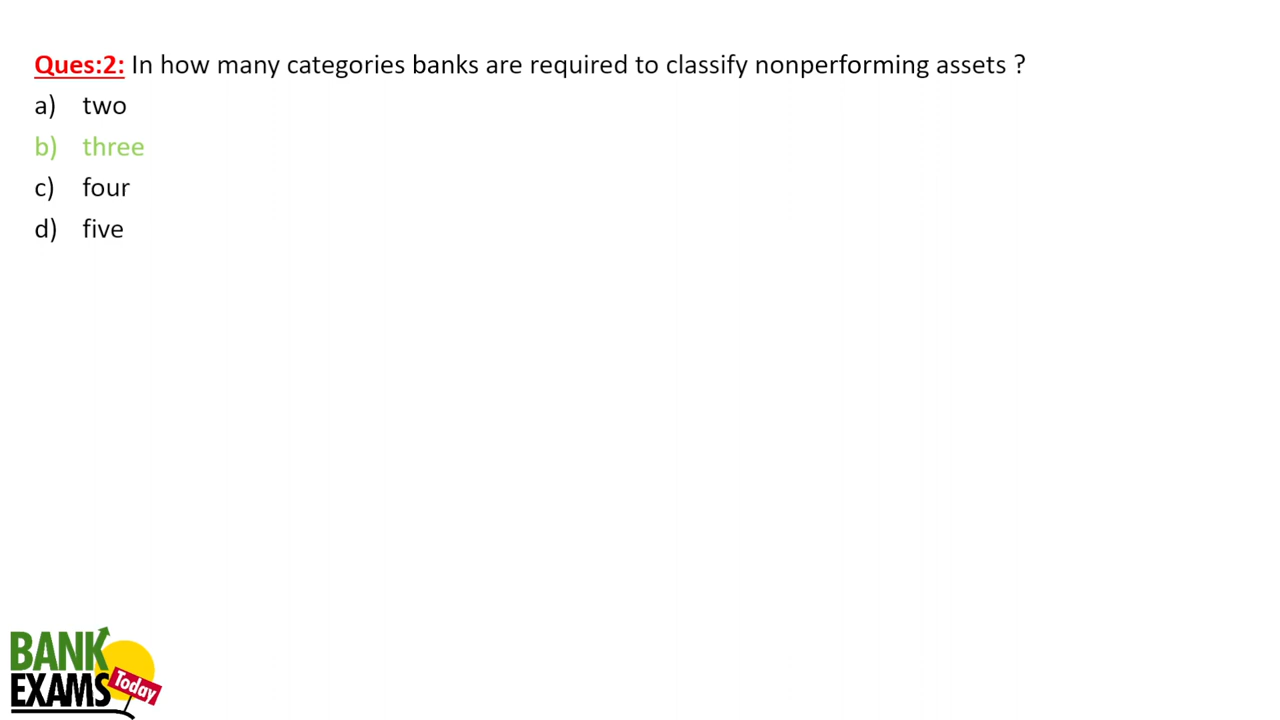 Ques:2: In how many categories banks are required to classify nonperforming assets ?
a) two
b) three
c) four
d) five
BANK
EXAMS
Today